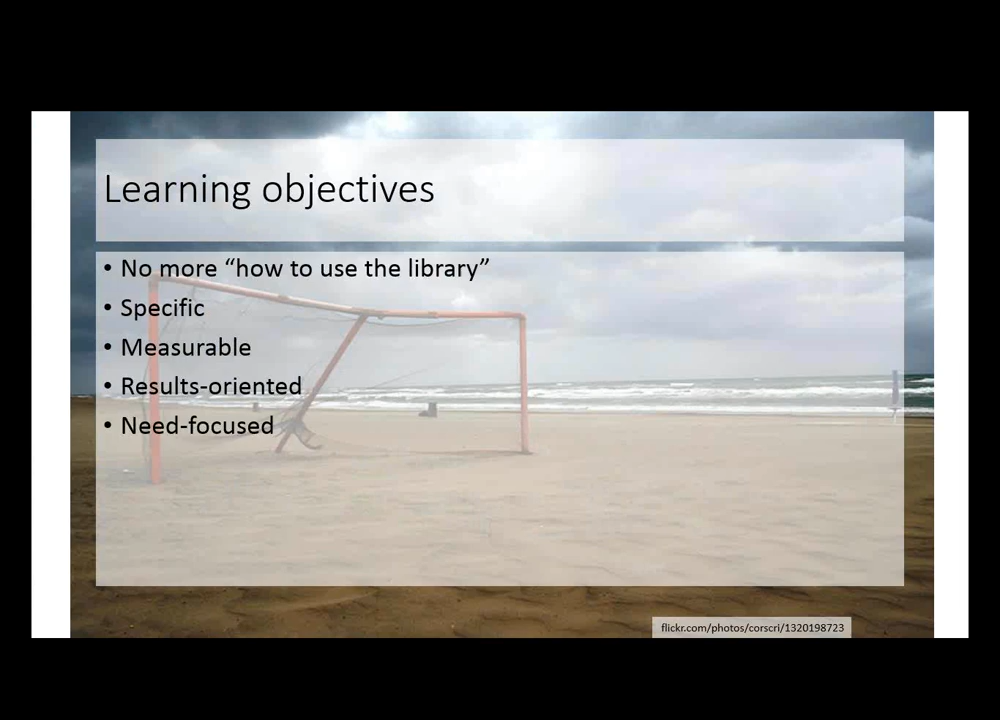 Learning objectives
• No more “how to use the library”
• Specific
• Measurable
• Results-oriented
• Need-focused
flickr.com/photos/corscri/1320198723